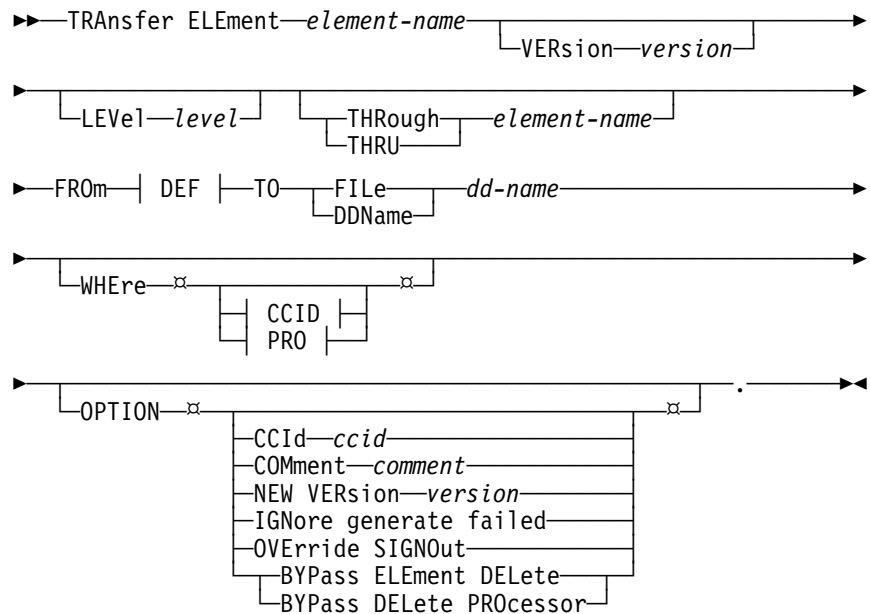 TRAnsfer ELEment element-name
VERsion version
LEVel level THRough element-name
THRU
FROm DEF TO FILe dd-name
DDName
WHEre ¤ ¤
CCID
PRO
.
OPTION ¤ ¤
CCId ccid
COMment comment
NEW VERsion version
IGNore generate failed
OVErride SIGNOut
BYPass ELEment DELete
BYPass DELete PROcessor